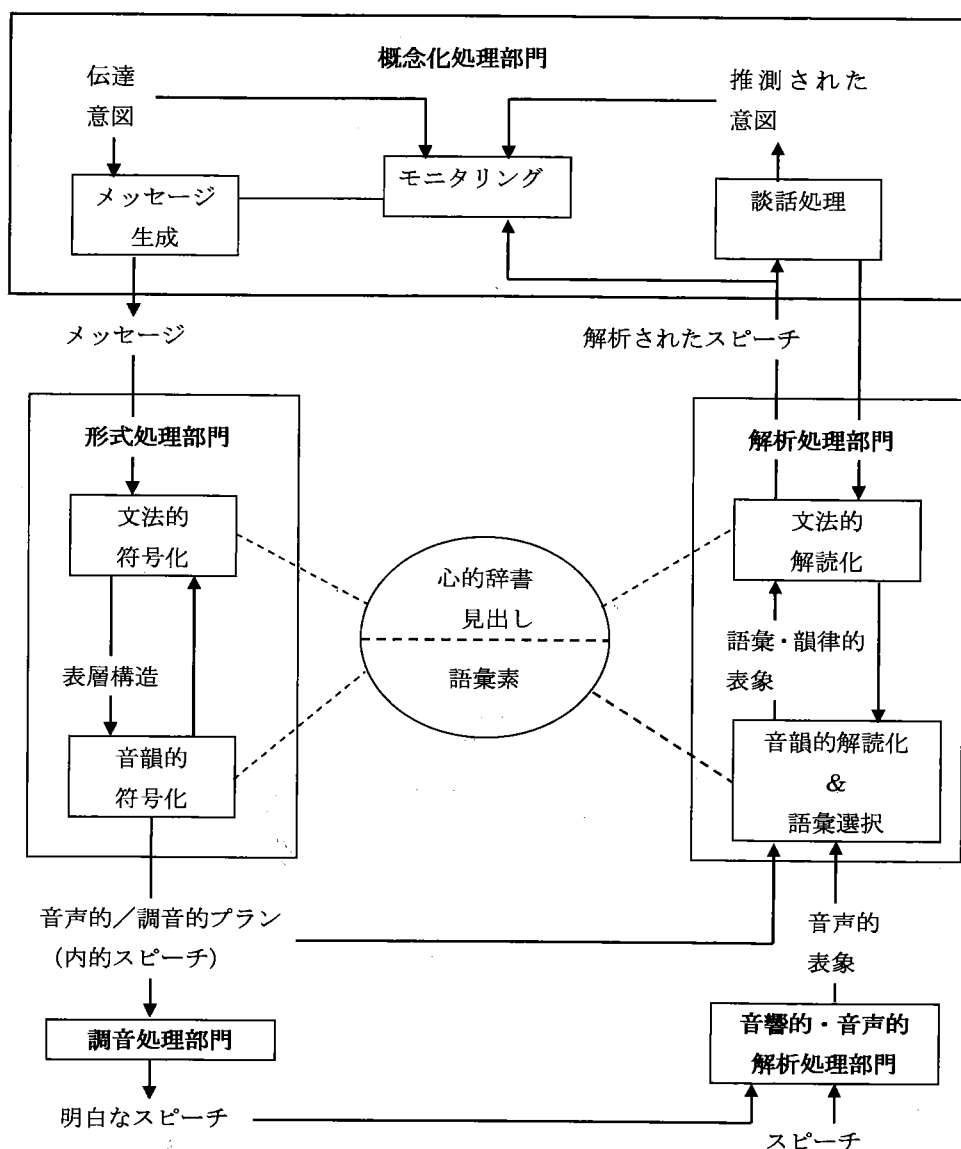 概念化処理部門
伝達
意図
推測された
意図
モニタリング
メッセージ
生成
談話処理
メッセージ
解析されたスピーチ
形式処理部門
解析処理部門
文法的
符号化
文法的
解読化
心的辞書
見出し
語彙素
表層構造
語彙・韻律的
表象
音韻的
符号化
音韻的解読化
&
語彙選択
音声的／調音的プラン
(内的スピーチ)
音声的
表象
調音処理部門
音響的・音声的
解析処理部門
明白なスピーチ
スピーチ